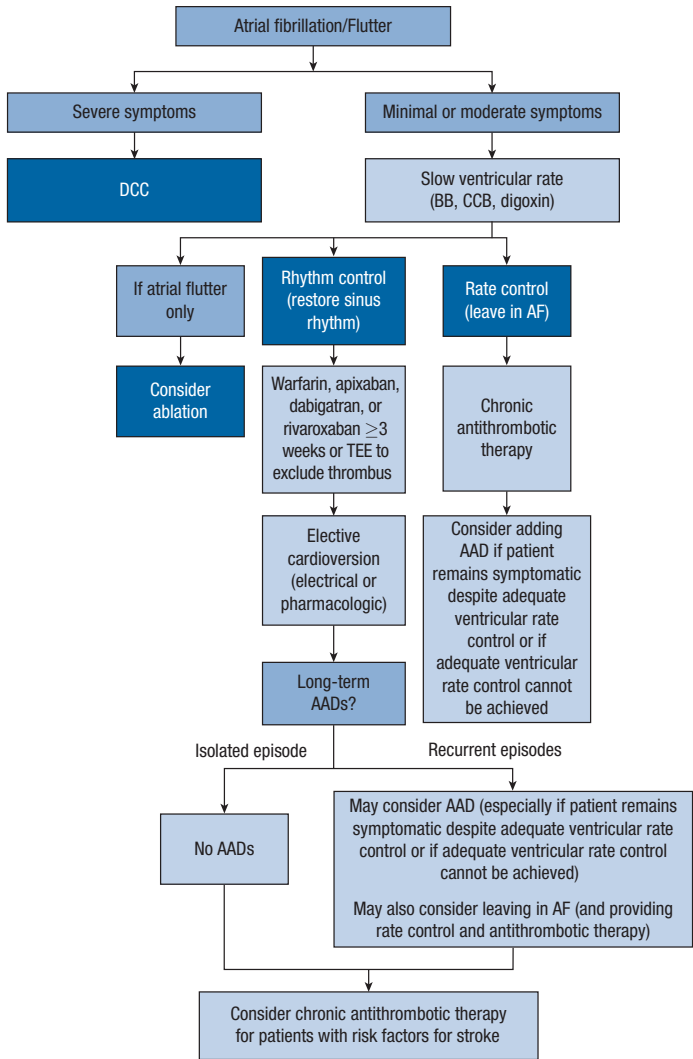 Atrial fibrillation/Flutter
Severe symptoms
Minimal or moderate symptoms
DCC
Slow ventricular rate
(BB, CCB, digoxin)
If atrial flutter
only
Rhythm control
(restore sinus
rhythm)
Rate control
(leave in AF)
Consider
ablation
Warfarin, apixaban,
dabigatran, or
rivaroxaban ≥3
weeks or TEE to
exclude thrombus
Chronic
antithrombotic
therapy
Elective
cardioversion
(electrical or
pharmacologic)
Consider adding
AAD if patient
remains symptomatic
despite adequate
ventricular rate
control or if
adequate ventricular
rate control cannot
be achieved
Long-term
AADs?
Isolated episode
Recurrent episodes
No AADs
May consider AAD (especially if patient remains
symptomatic despite adequate ventricular rate
control or if adequate ventricular rate control
cannot be achieved)
May also consider leaving in AF (and providing
rate control and antithrombotic therapy)
Consider chronic antithrombotic therapy
for patients with risk factors for stroke